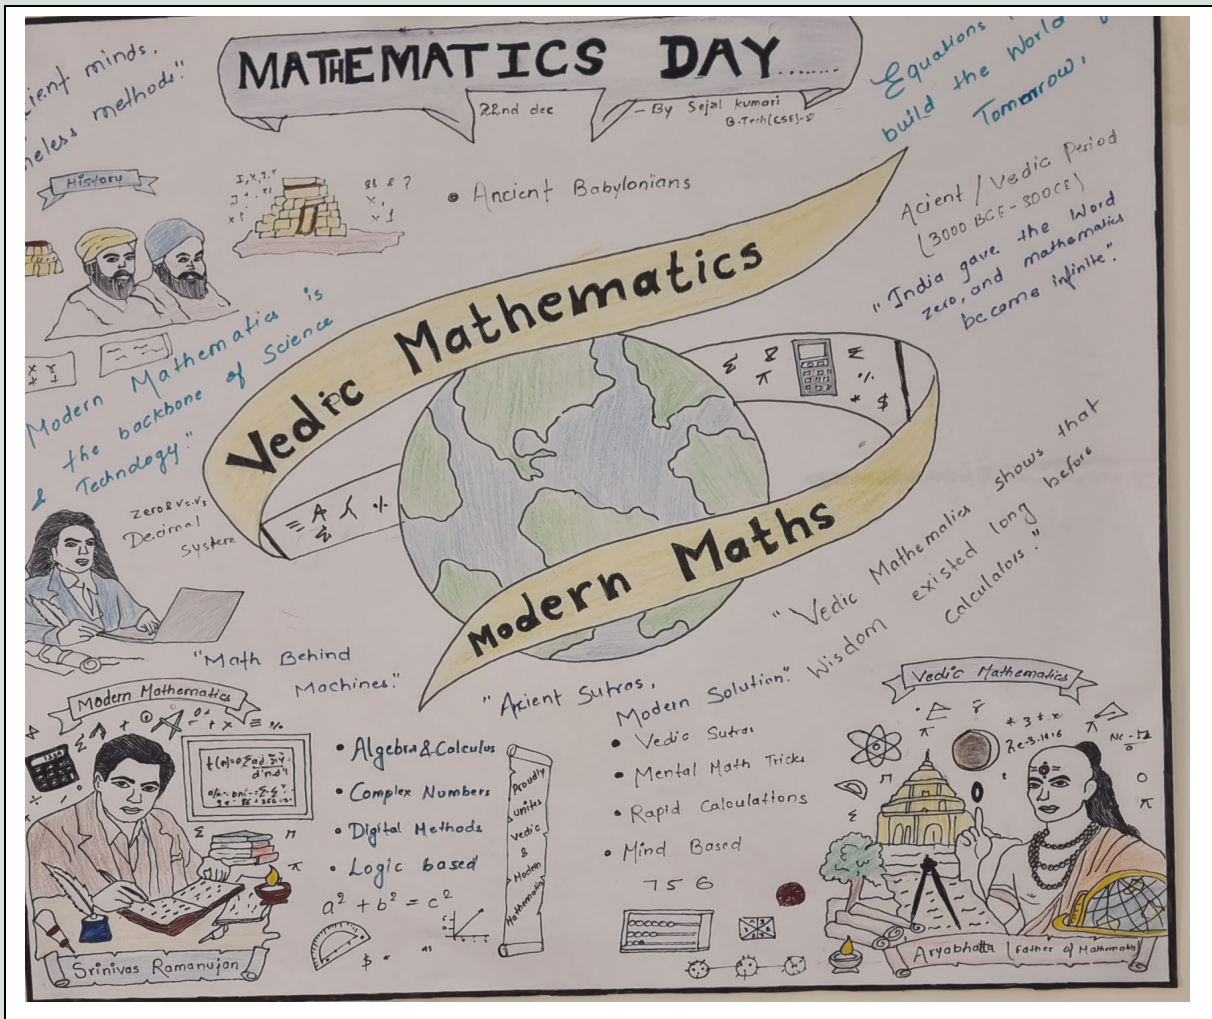 MATHEMATICS DAY.......
22nd dec
- By Sejal Kumari
B.Tech(CSE)-S
cient minds,
neless methods"
Equations
build the World
Tomorrow,
History
• Ancient Babylonians
Acient / Vedic Period
(3000 BCE - 300CE)
"India gave the Word
zero, and mathematics
became infinite".
Vedic Mathematics
Modern Maths
Modern Mathematics is
the backbone of Science
& Technology."
Decimal
System
"Math Behind
Machines."
"Vedic Mathematics shows that
Wisdom existed long before
calculators."
"Acient Sutras,
Modern Solution."
Modern Mathematics
• Algebra & Calculus
• Complex Numbers
• Digital Methods
• Logic based
a² + b² = c²
Proudly
unites
Vedic
&
Modern
Mathematics
• Vedic Sutras
• Mental Math Tricks
• Rapid Calculations
• Mind Based
7 5 6
Vedic Mathematics
Srinivas Ramanujan
Aryabhatta (Father of Mathematics)